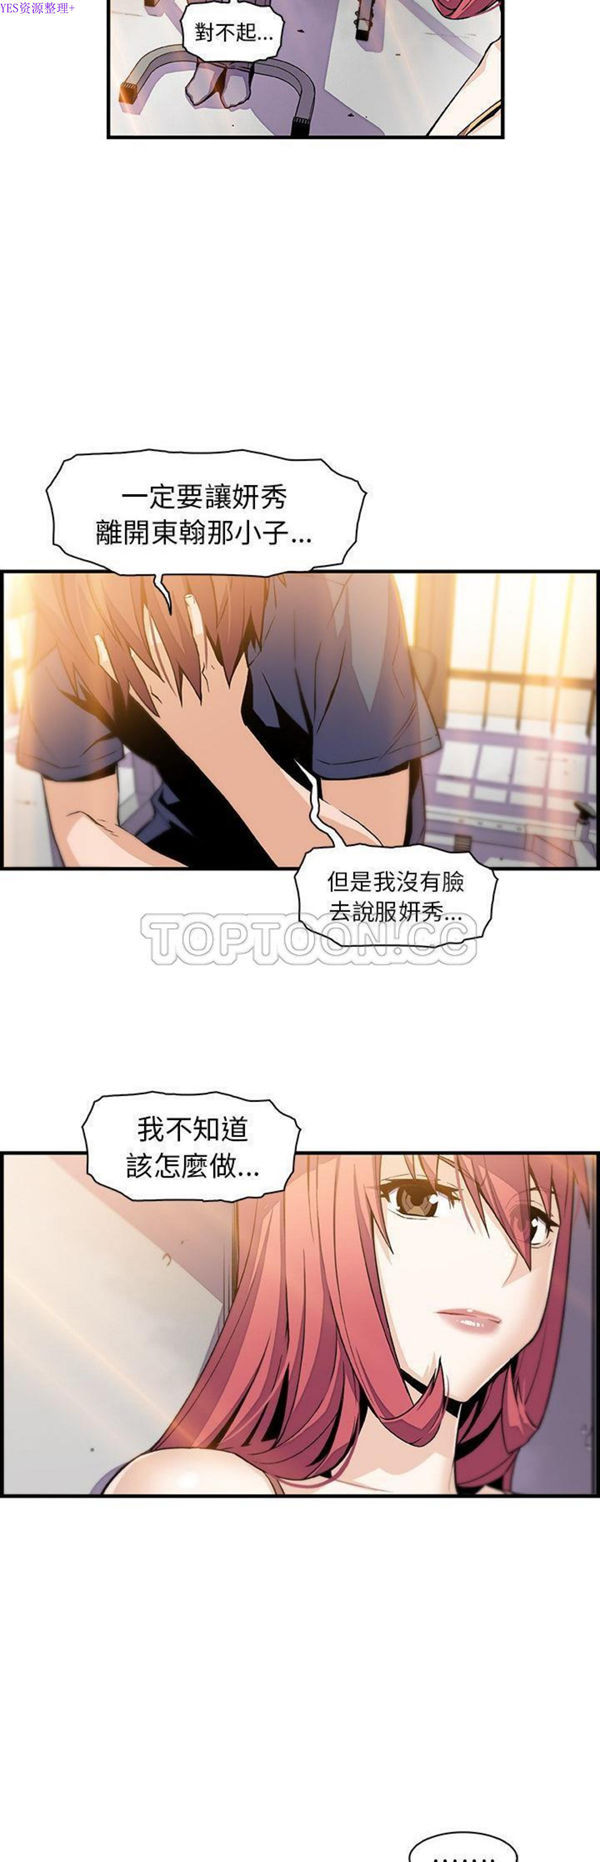 YES资源整理+
對不起...
一定要讓妍秀
離開東翰那小子...
但是我沒有臉
去說服妍秀...
TOPTOON.CC
我不知道
該怎麼做...
.......